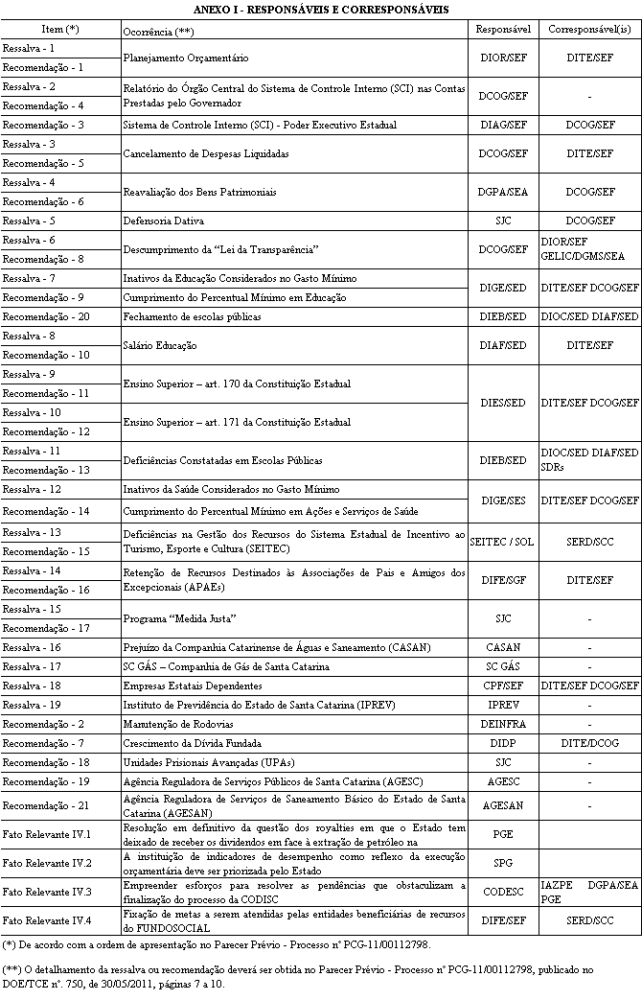 ANEXO I - RESPONSÁVEIS E CORRESPONSÁVEIS
Item (*) Ocorrência (**) Responsável Corresponsável(is)
Ressalva - 1
Recomendação - 1
Planejamento Orçamentário DIOR/SEF DITE/SEF
Ressalva - 2
Recomendação - 4
Relatório do Órgão Central do Sistema de Controle Interno (SCI) nas Contas
Prestadas pelo Governador
DCOG/SEF -
Recomendação - 3 Sistema de Controle Interno (SCI) - Poder Executivo Estadual DIAG/SEF DCOG/SEF
Ressalva - 3
Recomendação - 5
Cancelamento de Despesas Liquidadas DCOG/SEF DITE/SEF
Ressalva - 4
Recomendação - 6
Reavaliação dos Bens Patrimoniais DGPA/SEA DCOG/SEF
Ressalva - 5 Defensoria Dativa SJC DCOG/SEF
Ressalva - 6
Recomendação - 8
Descumprimento da “Lei da Transparência” DCOG/SEF
DIOR/SEF
GELIC/DGMS/SEA
Ressalva - 7 Inativos da Educação Considerados no Gasto Mínimo
Recomendação - 9 Cumprimento do Percentual Mínimo em Educação
DIGE/SED DITE/SEF DCOG/SEF
Recomendação - 20 Fechamento de escolas públicas DIEB/SED DIOC/SED DIAF/SED
Ressalva - 8
Recomendação - 10
Salário Educação DIAF/SED DITE/SEF
Ressalva - 9
Recomendação - 11
Ensino Superior – art. 170 da Constituição Estadual
Ressalva - 10
Recomendação - 12
Ensino Superior – art. 171 da Constituição Estadual
DIES/SED DITE/SEF DCOG/SEF
Ressalva - 11
Recomendação - 13
Deficiências Constatadas em Escolas Públicas DIEB/SED
DIOC/SED DIAF/SED
SDRs
Ressalva - 12 Inativos da Saúde Considerados no Gasto Mínimo
Recomendação - 14 Cumprimento do Percentual Mínimo em Ações e Serviços de Saúde
DIGE/SES DITE/SEF DCOG/SEF
Ressalva - 13
Recomendação - 15
Deficiências na Gestão dos Recursos do Sistema Estadual de Incentivo ao
Turismo, Esporte e Cultura (SEITEC)
SEITEC / SOL SERD/SCC
Ressalva - 14
Recomendação - 16
Retenção de Recursos Destinados às Associações de Pais e Amigos dos
Excepcionais (APAEs)
DIFE/SGF DITE/SEF
Ressalva - 15
Recomendação - 17
Programa “Medida Justa” SJC -
Ressalva - 16 Prejuízo da Companhia Catarinense de Águas e Saneamento (CASAN) CASAN -
Ressalva - 17 SC GÁS – Companhia de Gás de Santa Catarina SC GÁS -
Ressalva - 18 Empresas Estatais Dependentes CPF/SEF DITE/SEF DCOG/SEF
Ressalva - 19 Instituto de Previdência do Estado de Santa Catarina (IPREV) IPREV -
Recomendação - 2 Manutenção de Rodovias DEINFRA -
Recomendação - 7 Crescimento da Dívida Fundada DIDP DITE/DCOG
Recomendação - 18 Unidades Prisionais Avançadas (UPAs) SJC -
Recomendação - 19 Agência Reguladora de Serviços Públicos de Santa Catarina (AGESC) AGESC -
Recomendação - 21
Agência Reguladora de Serviços de Saneamento Básico do Estado de Santa
Catarina (AGESAN)
AGESAN -
Fato Relevante IV.1
Resolução em definitivo da questão dos royalties em que o Estado tem
deixado de receber os dividendos em face à extração de petróleo na
PGE
Fato Relevante IV.2
A instituição de indicadores de desempenho como reflexo da execução
orçamentária deve ser priorizada pelo Estado
SPG
Fato Relevante IV.3
Empreender esforços para resolver as pendências que obstaculizam a
finalização do processo da CODISC
CODESC
IAZPE DGPA/SEA
PGE
Fato Relevante IV.4
Fixação de metas a serem atendidas pelas entidades beneficiárias de recursos
do FUNDOSOCIAL
DIFE/SEF SERD/SCC
(*) De acordo com a ordem de apresentação no Parecer Prévio - Processo nº PCG-11/00112798.
(**) O detalhamento da ressalva ou recomendação deverá ser obtida no Parecer Prévio - Processo nº PCG-11/00112798, publicado no
DOE/TCE nº. 750, de 30/05/2011, páginas 7 a 10.